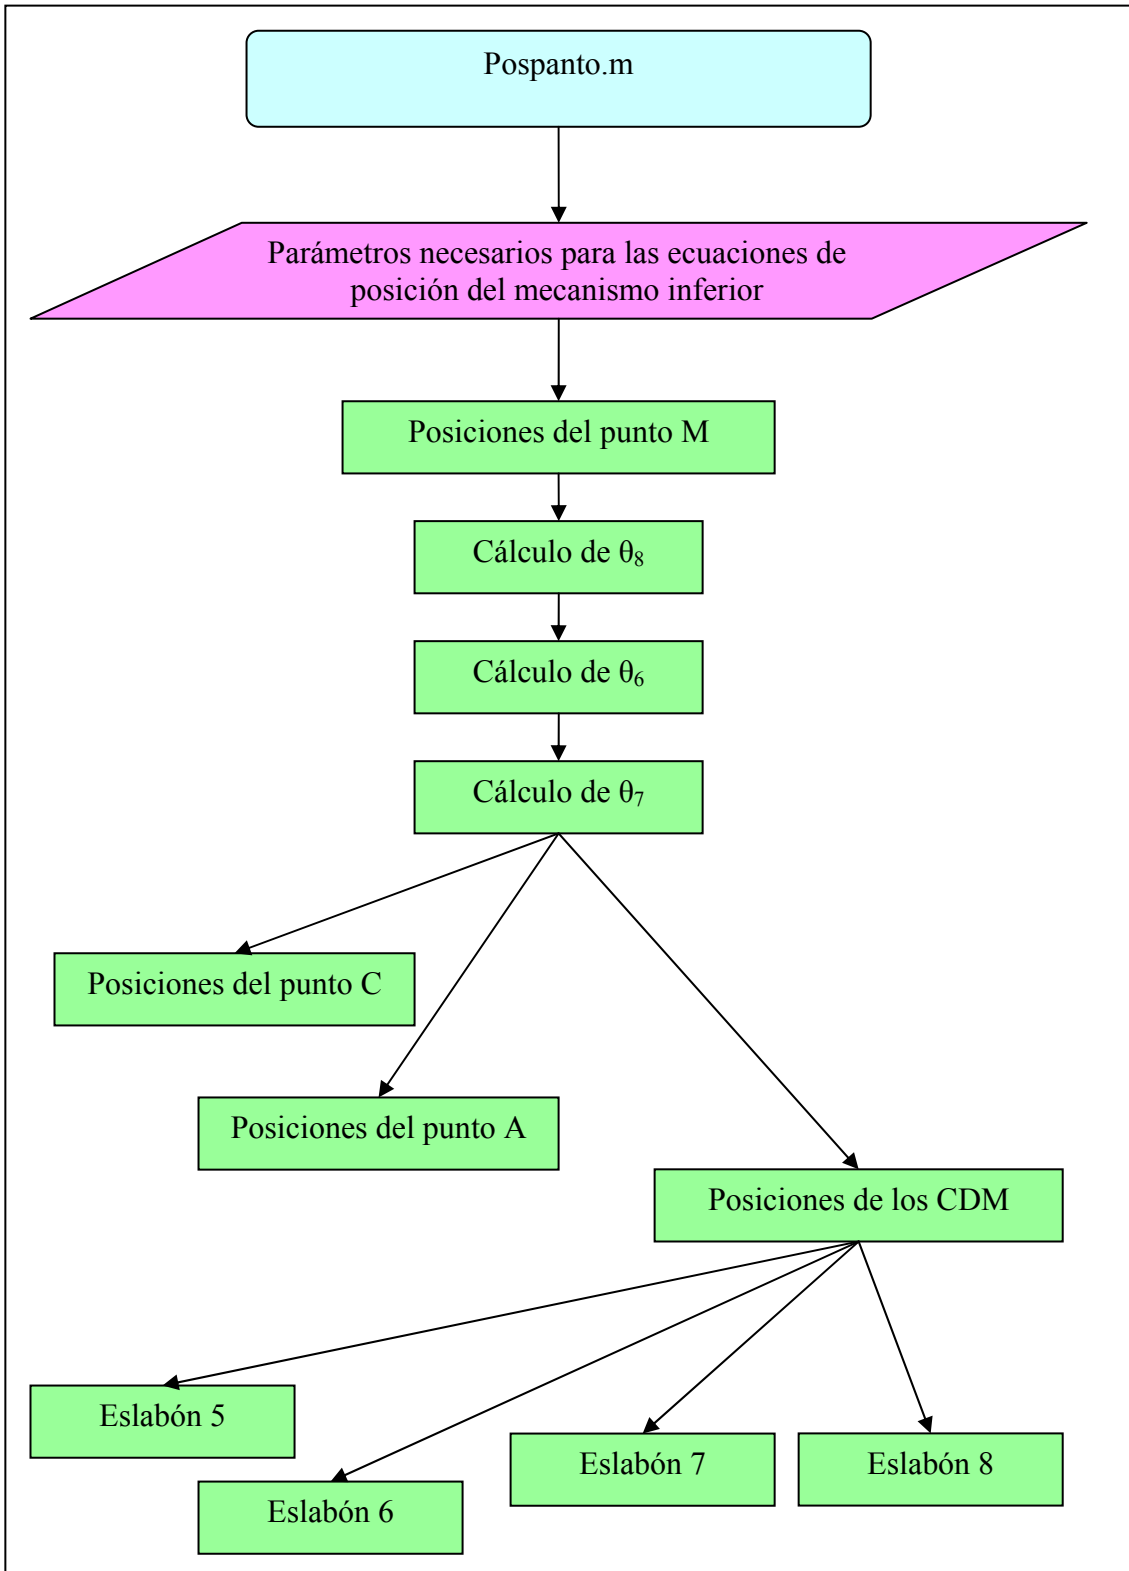 Pospanto.m
Parámetros necesarios para las ecuaciones de
posición del mecanismo inferior
Posiciones del punto M
Cálculo de θ₈
Cálculo de θ₆
Cálculo de θ₇
Posiciones del punto C
Posiciones del punto A
Posiciones de los CDM
Eslabón 5
Eslabón 6
Eslabón 7
Eslabón 8